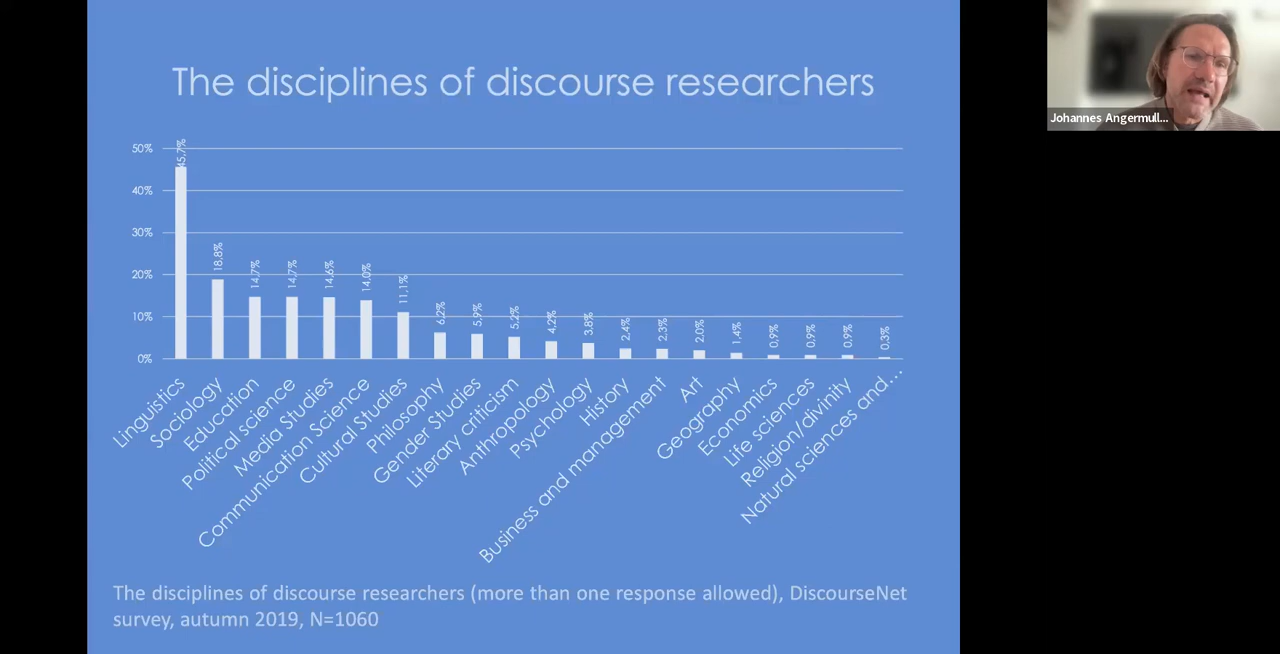 The disciplines of discourse researchers
50%
40%
30%
20%
10%
0%
45,7%
18,8%
14,7%
14,7%
14,6%
14,0%
11,1%
6,2%
5,9%
5,2%
4,2%
3,8%
2,4%
2,3%
2,0%
1,4%
0,9%
0,9%
0,9%
0,3%
Linguistics
Sociology
Education
Political science
Media Studies
Communication Science
Cultural Studies
Philosophy
Gender Studies
Literary criticism
Anthropology
Psychology
History
Business and management
Art
Geography
Economics
Life sciences
Religion/divinity
Natural sciences and…
The disciplines of discourse researchers (more than one response allowed), DiscourseNet
survey, autumn 2019, N=1060
Johannes Angermull...